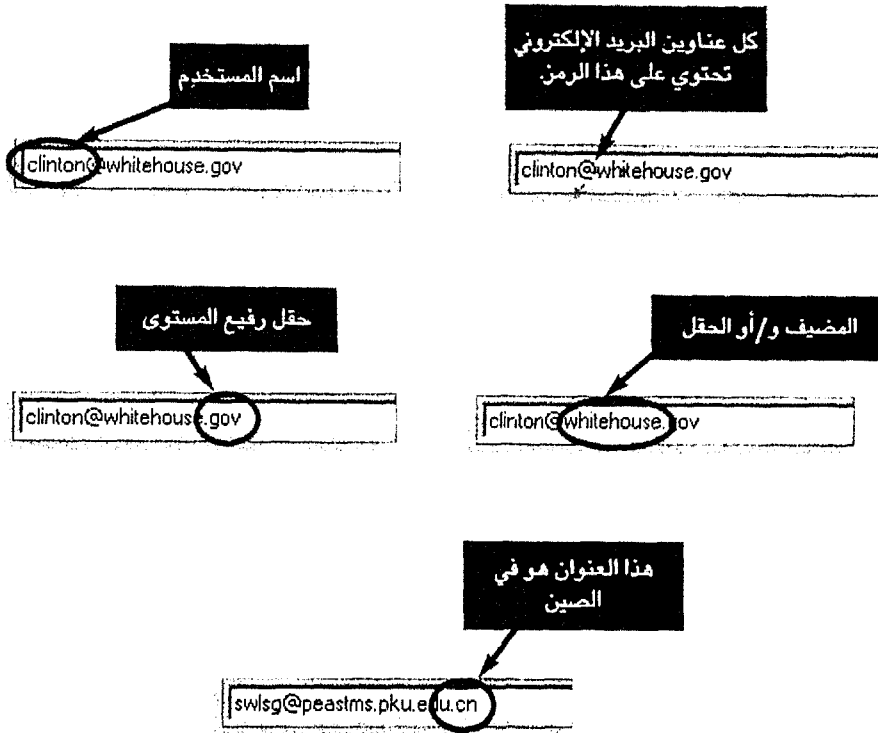 كل عناوين البريد الإلكتروني
تحتوي على هذا الرمز.
clinton@whitehouse.gov
اسم المستخدِم
clinton@whitehouse.gov
المضيف و/أو الحقل
clinton@whitehouse.gov
حقل رفيع المستوى
clinton@whitehouse.gov
هذا العنوان هو في
الصين
swlsg@peastms.pku.edu.cn